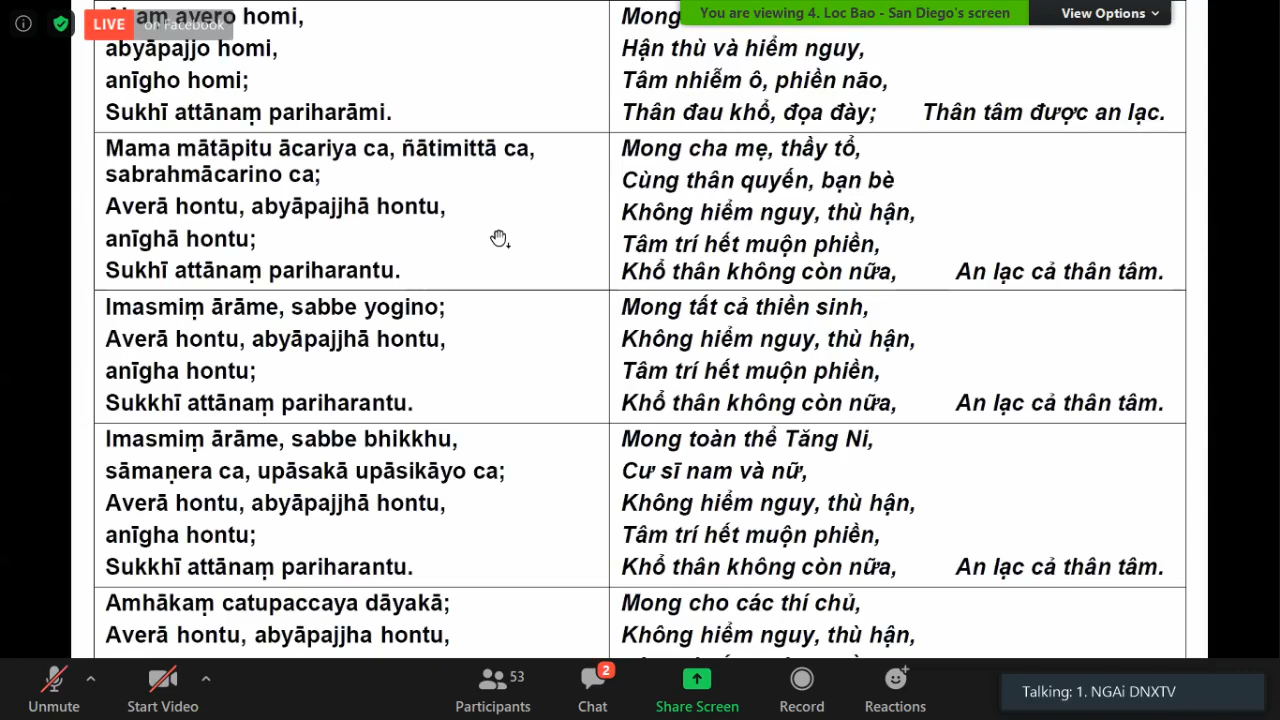 LIVE on Facebook
You are viewing 4. Loc Bao - San Diego's screen
View Options
avero homi,
abyāpajjo homi,
anīgho homi;
Sukhī attānaṃ pariharāmi.
Mong
Hận thù và hiểm nguy,
Tâm nhiễm ô, phiền não,
Thân đau khổ, đọa đày; Thân tâm được an lạc.
Mama mātāpitu ācariya ca, ñātimittā ca,
sabrahmācarino ca;
Averā hontu, abyāpajjhā hontu,
anīghā hontu;
Sukhī attānaṃ pariharantu.
Mong cha mẹ, thầy tổ,
Cùng thân quyến, bạn bè
Không hiểm nguy, thù hận,
Tâm trí hết muộn phiền,
Khổ thân không còn nữa, An lạc cả thân tâm.
Imasmiṃ ārāme, sabbe yogino;
Averā hontu, abyāpajjhā hontu,
anīgha hontu;
Sukkhī attānaṃ pariharantu.
Mong tất cả thiền sinh,
Không hiểm nguy, thù hận,
Tâm trí hết muộn phiền,
Khổ thân không còn nữa, An lạc cả thân tâm.
Imasmiṃ ārāme, sabbe bhikkhu,
sāmaṇera ca, upāsakā upāsikāyo ca;
Averā hontu, abyāpajjhā hontu,
anīgha hontu;
Sukkhī attānaṃ pariharantu.
Mong toàn thể Tăng Ni,
Cư sĩ nam và nữ,
Không hiểm nguy, thù hận,
Tâm trí hết muộn phiền,
Khổ thân không còn nữa, An lạc cả thân tâm.
Amhākaṃ catupaccaya dāyakā;
Averā hontu, abyāpajjha hontu,
Mong cho các thí chủ,
Không hiểm nguy, thù hận,
Unmute
Start Video
Participants 53
Chat 2
Share Screen
Record
Reactions
Talking: 1. NGAi DNXTV